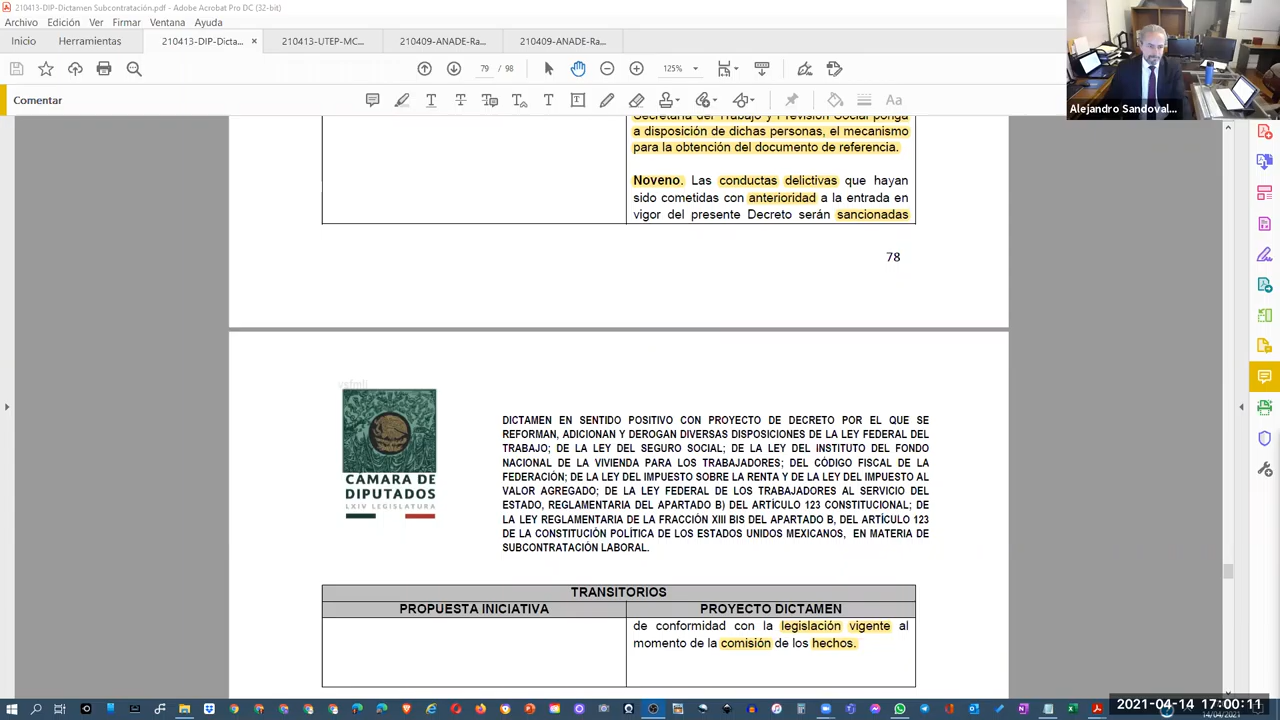 210413-DIP-Dictamen Subcontratación.pdf - Adobe Acrobat Pro DC (32-bit)
Archivo Edición Ver Firmar Ventana Ayuda
Inicio Herramientas 210413-DIP-Dicta... × 210413-UTEP-MC... 210409-ANADE-Ra... 210409-ANADE-Ra...
/ 98 125%
Comentar
Alejandro Sandoval...
Secretaría del Trabajo y Previsión Social ponga
a disposición de dichas personas, el mecanismo
para la obtención del documento de referencia.
Noveno. Las conductas delictivas que hayan
sido cometidas con anterioridad a la entrada en
vigor del presente Decreto serán sancionadas
78
CAMARA DE
DIPUTADOS
LXIV LEGISLATURA
DICTAMEN EN SENTIDO POSITIVO CON PROYECTO DE DECRETO POR EL QUE SE
REFORMAN, ADICIONAN Y DEROGAN DIVERSAS DISPOSICIONES DE LA LEY FEDERAL DEL
TRABAJO; DE LA LEY DEL SEGURO SOCIAL; DE LA LEY DEL INSTITUTO DEL FONDO
NACIONAL DE LA VIVIENDA PARA LOS TRABAJADORES; DEL CÓDIGO FISCAL DE LA
FEDERACIÓN; DE LA LEY DEL IMPUESTO SOBRE LA RENTA Y DE LA LEY DEL IMPUESTO AL
VALOR AGREGADO; DE LA LEY FEDERAL DE LOS TRABAJADORES AL SERVICIO DEL
ESTADO, REGLAMENTARIA DEL APARTADO B) DEL ARTÍCULO 123 CONSTITUCIONAL; DE
LA LEY REGLAMENTARIA DE LA FRACCIÓN XIII BIS DEL APARTADO B, DEL ARTÍCULO 123
DE LA CONSTITUCIÓN POLÍTICA DE LOS ESTADOS UNIDOS MEXICANOS, EN MATERIA DE
SUBCONTRATACIÓN LABORAL.
TRANSITORIOS
PROPUESTA INICIATIVA PROYECTO DICTAMEN
de conformidad con la legislación vigente al
momento de la comisión de los hechos.
2021-04-14 17:00:11
14/04/2021